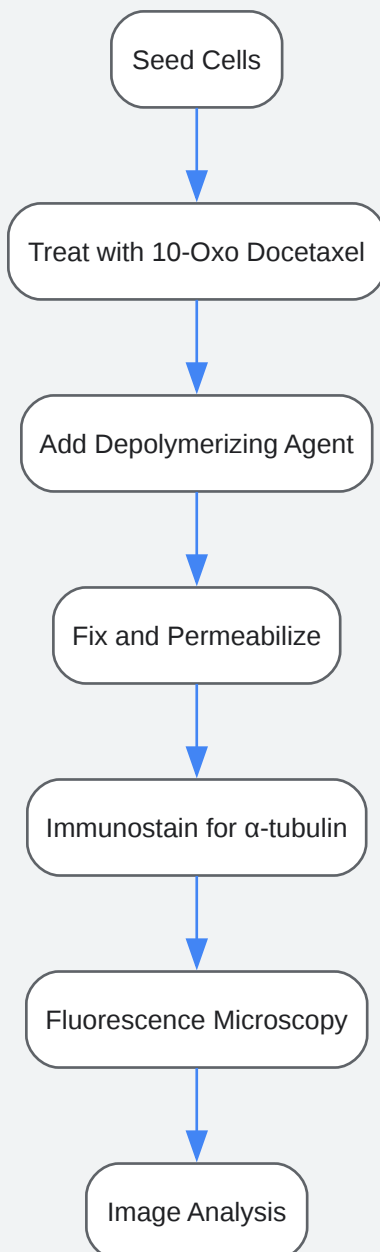 Seed Cells
Treat with 10-Oxo Docetaxel
Add Depolymerizing Agent
Fix and Permeabilize
Immunostain for α-tubulin
Fluorescence Microscopy
Image Analysis